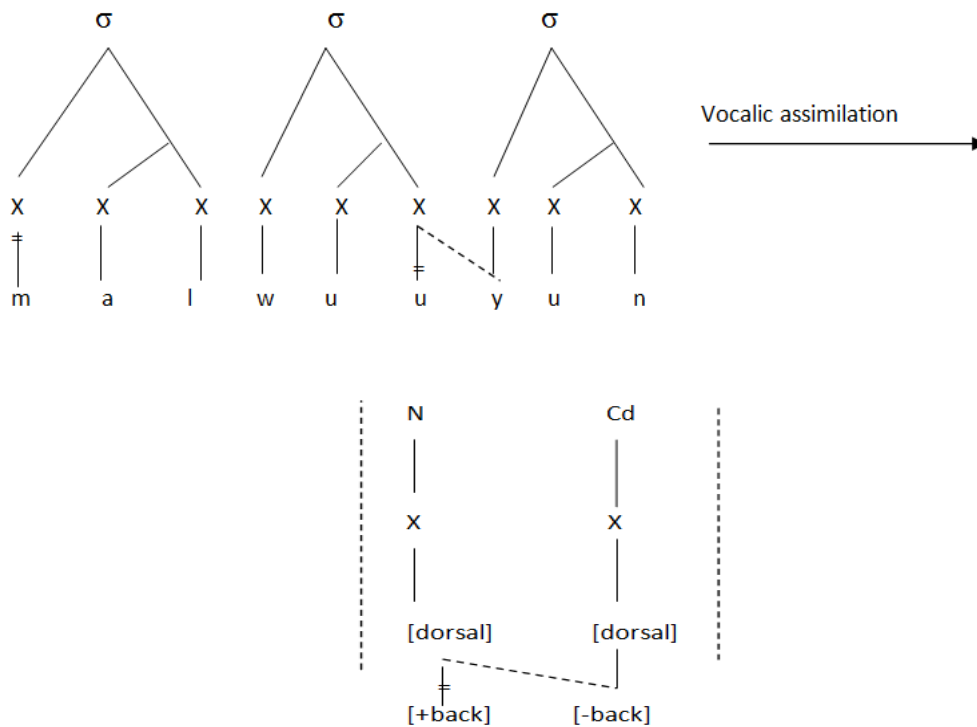 σ σ σ
Vocalic assimilation
X X X X X X X X X
m a l w u u y u n
N Cd
X X
[dorsal] [dorsal]
[+back] [-back]